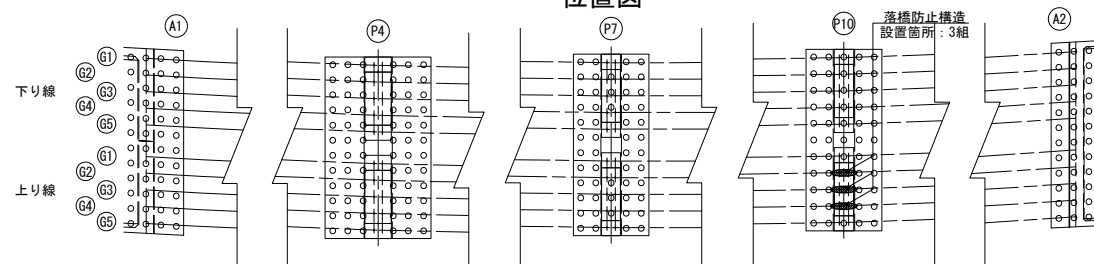 位置図
A1
P4
P7
P10
落橋防止構造
設置箇所：3組
A2
下り線
G1
G2
G3
G4
G5
上り線
G1
G2
G3
G4
G5